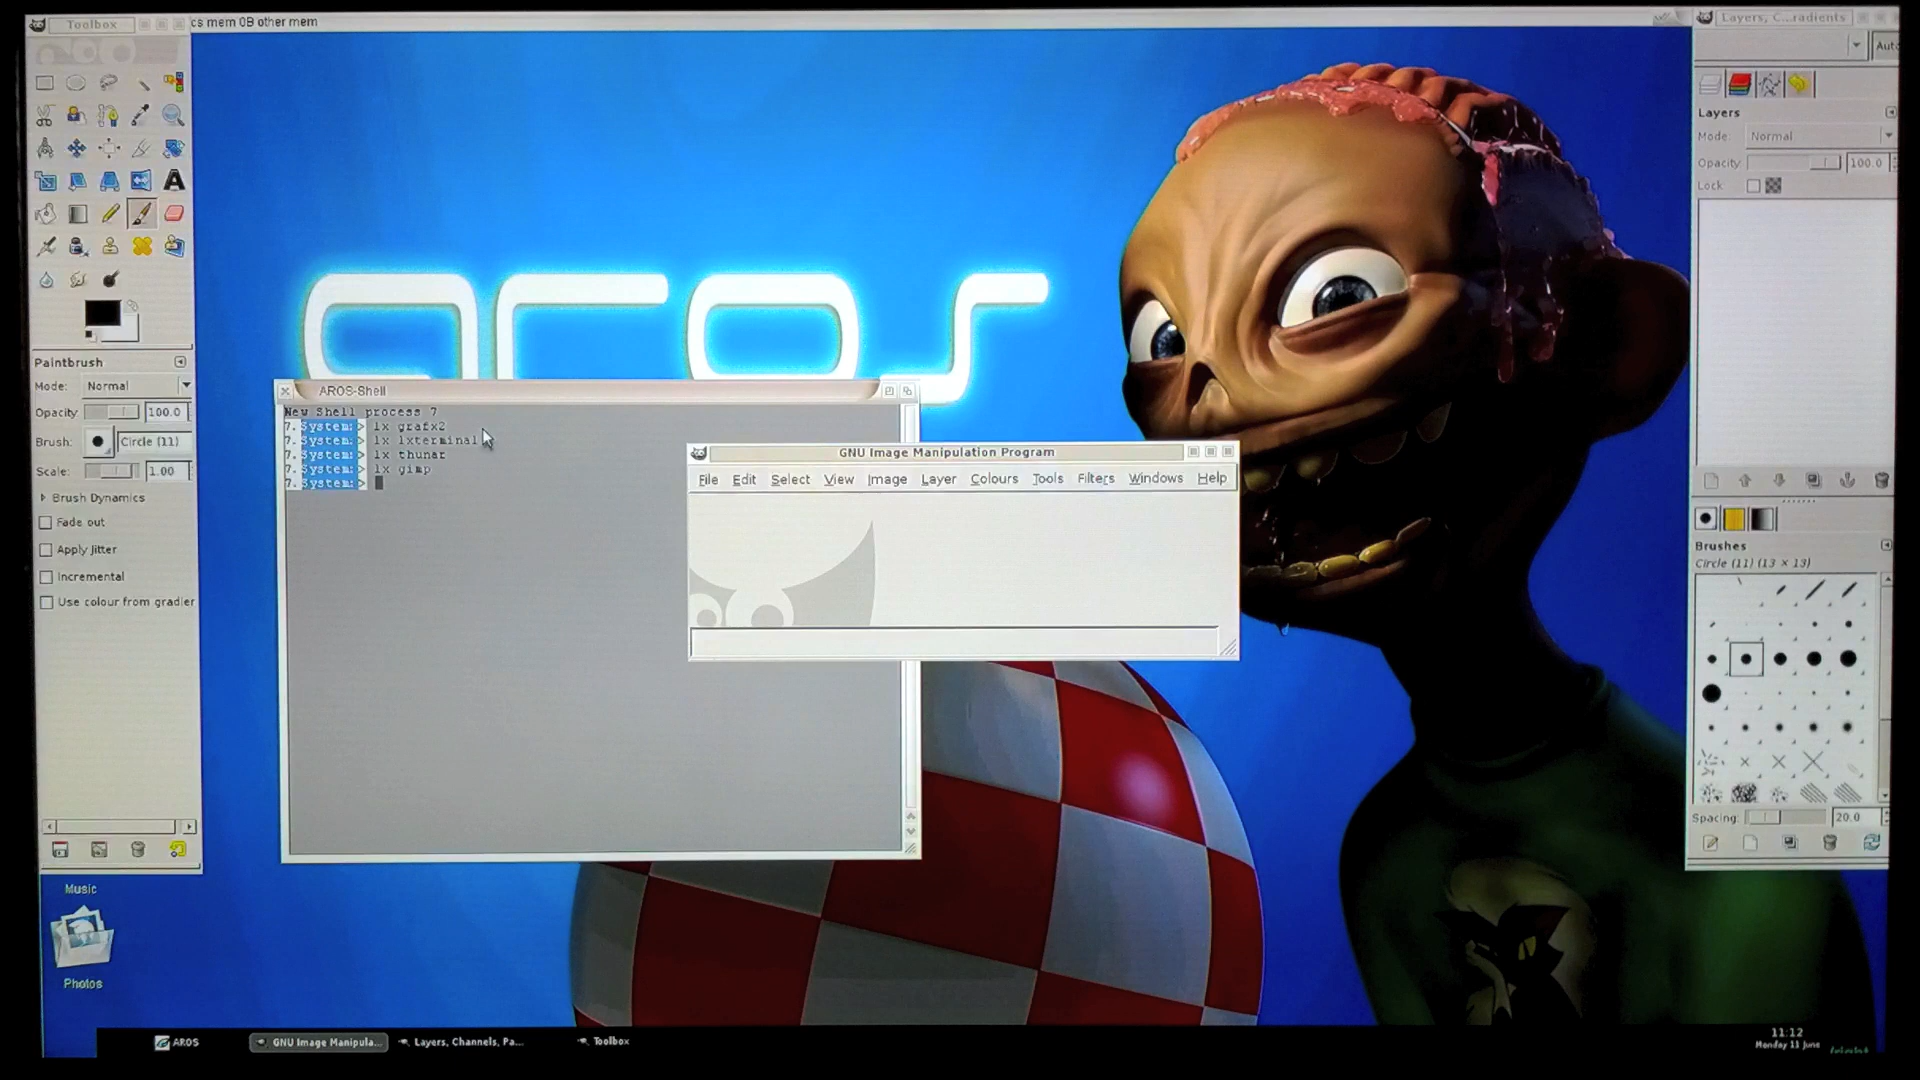 Toolbox
cs mem 0B other mem
Layers, C...radients
Auto
Layers
Mode: Normal
Opacity: 100.0
Lock:
aros
Paintbrush
Mode: Normal
Opacity: 100.0
Brush: Circle (11)
Scale: 1.00
Brush Dynamics
Fade out
Apply Jitter
Incremental
Use colour from gradier
AROS-Shell
New Shell process 7
7.System:> lx grafx2
7.System:> lx lxterminal
7.System:> lx thunar
7.System:> lx gimp
7.System:>
GNU Image Manipulation Program
File Edit Select View Image Layer Colours Tools Filters Windows Help
Brushes
Circle (11) (13 × 13)
Spacing: 20.0
Music
Photos
AROS
GNU Image Manipula...
Layers, Channels, Pa...
Toolbox
11:12
Monday 11 June